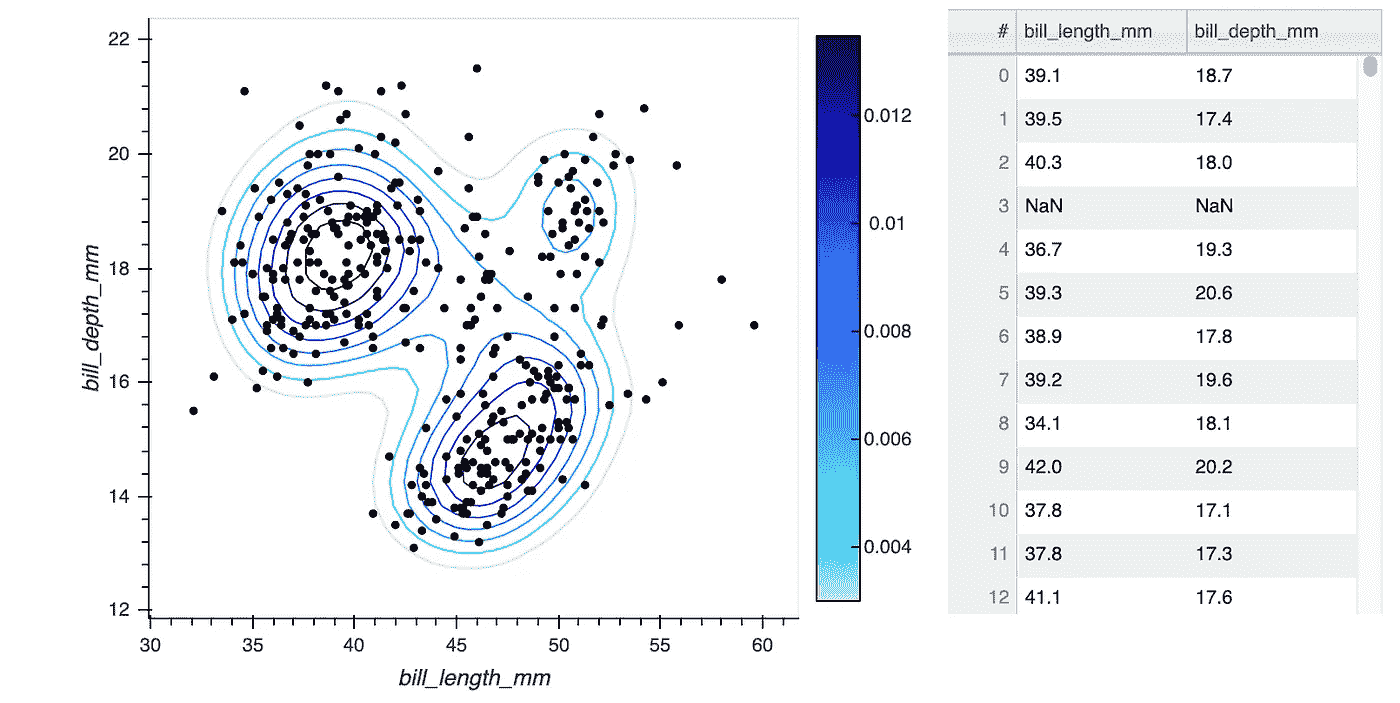 22
20
18
16
14
12
bill_depth_mm
30 35 40 45 50 55 60
bill_length_mm
0.012
0.01
0.008
0.006
0.004
# bill_length_mm bill_depth_mm
0 39.1 18.7
1 39.5 17.4
2 40.3 18.0
3 NaN NaN
4 36.7 19.3
5 39.3 20.6
6 38.9 17.8
7 39.2 19.6
8 34.1 18.1
9 42.0 20.2
10 37.8 17.1
11 37.8 17.3
12 41.1 17.6